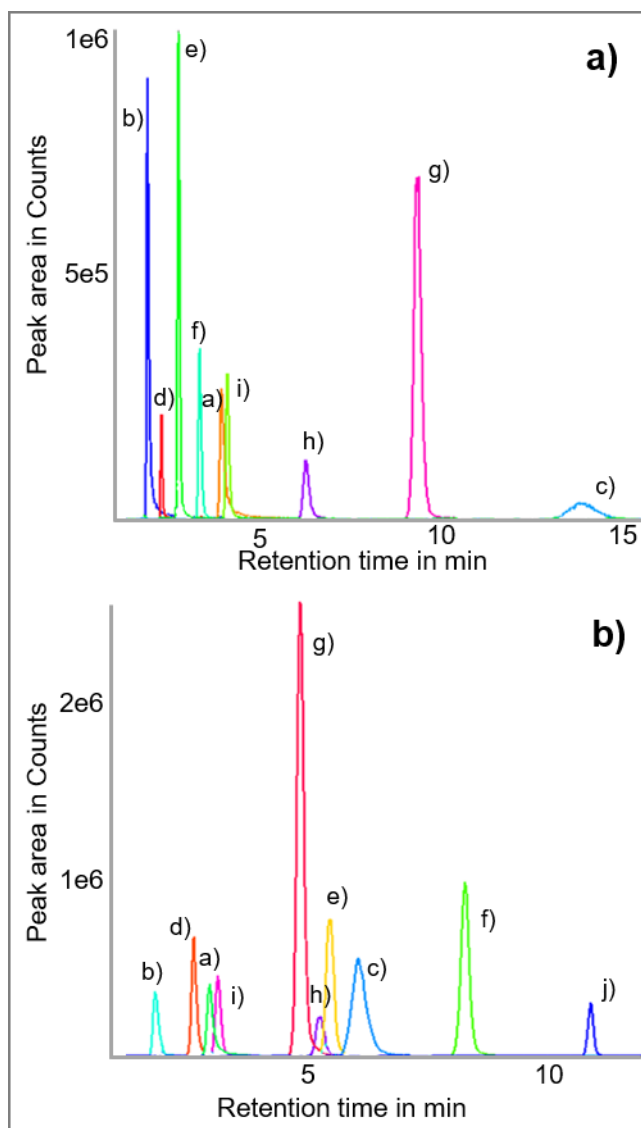 1e6
a)
e)
b)
g)
5e5
f)
d)
a)
i)
h)
c)
5
10
15
Peak area in Counts
Retention time in min
b)
g)
2e6
1e6
e)
d)
f)
a)
c)
b)
i)
h)
j)
5
10
Peak area in Counts
Retention time in min